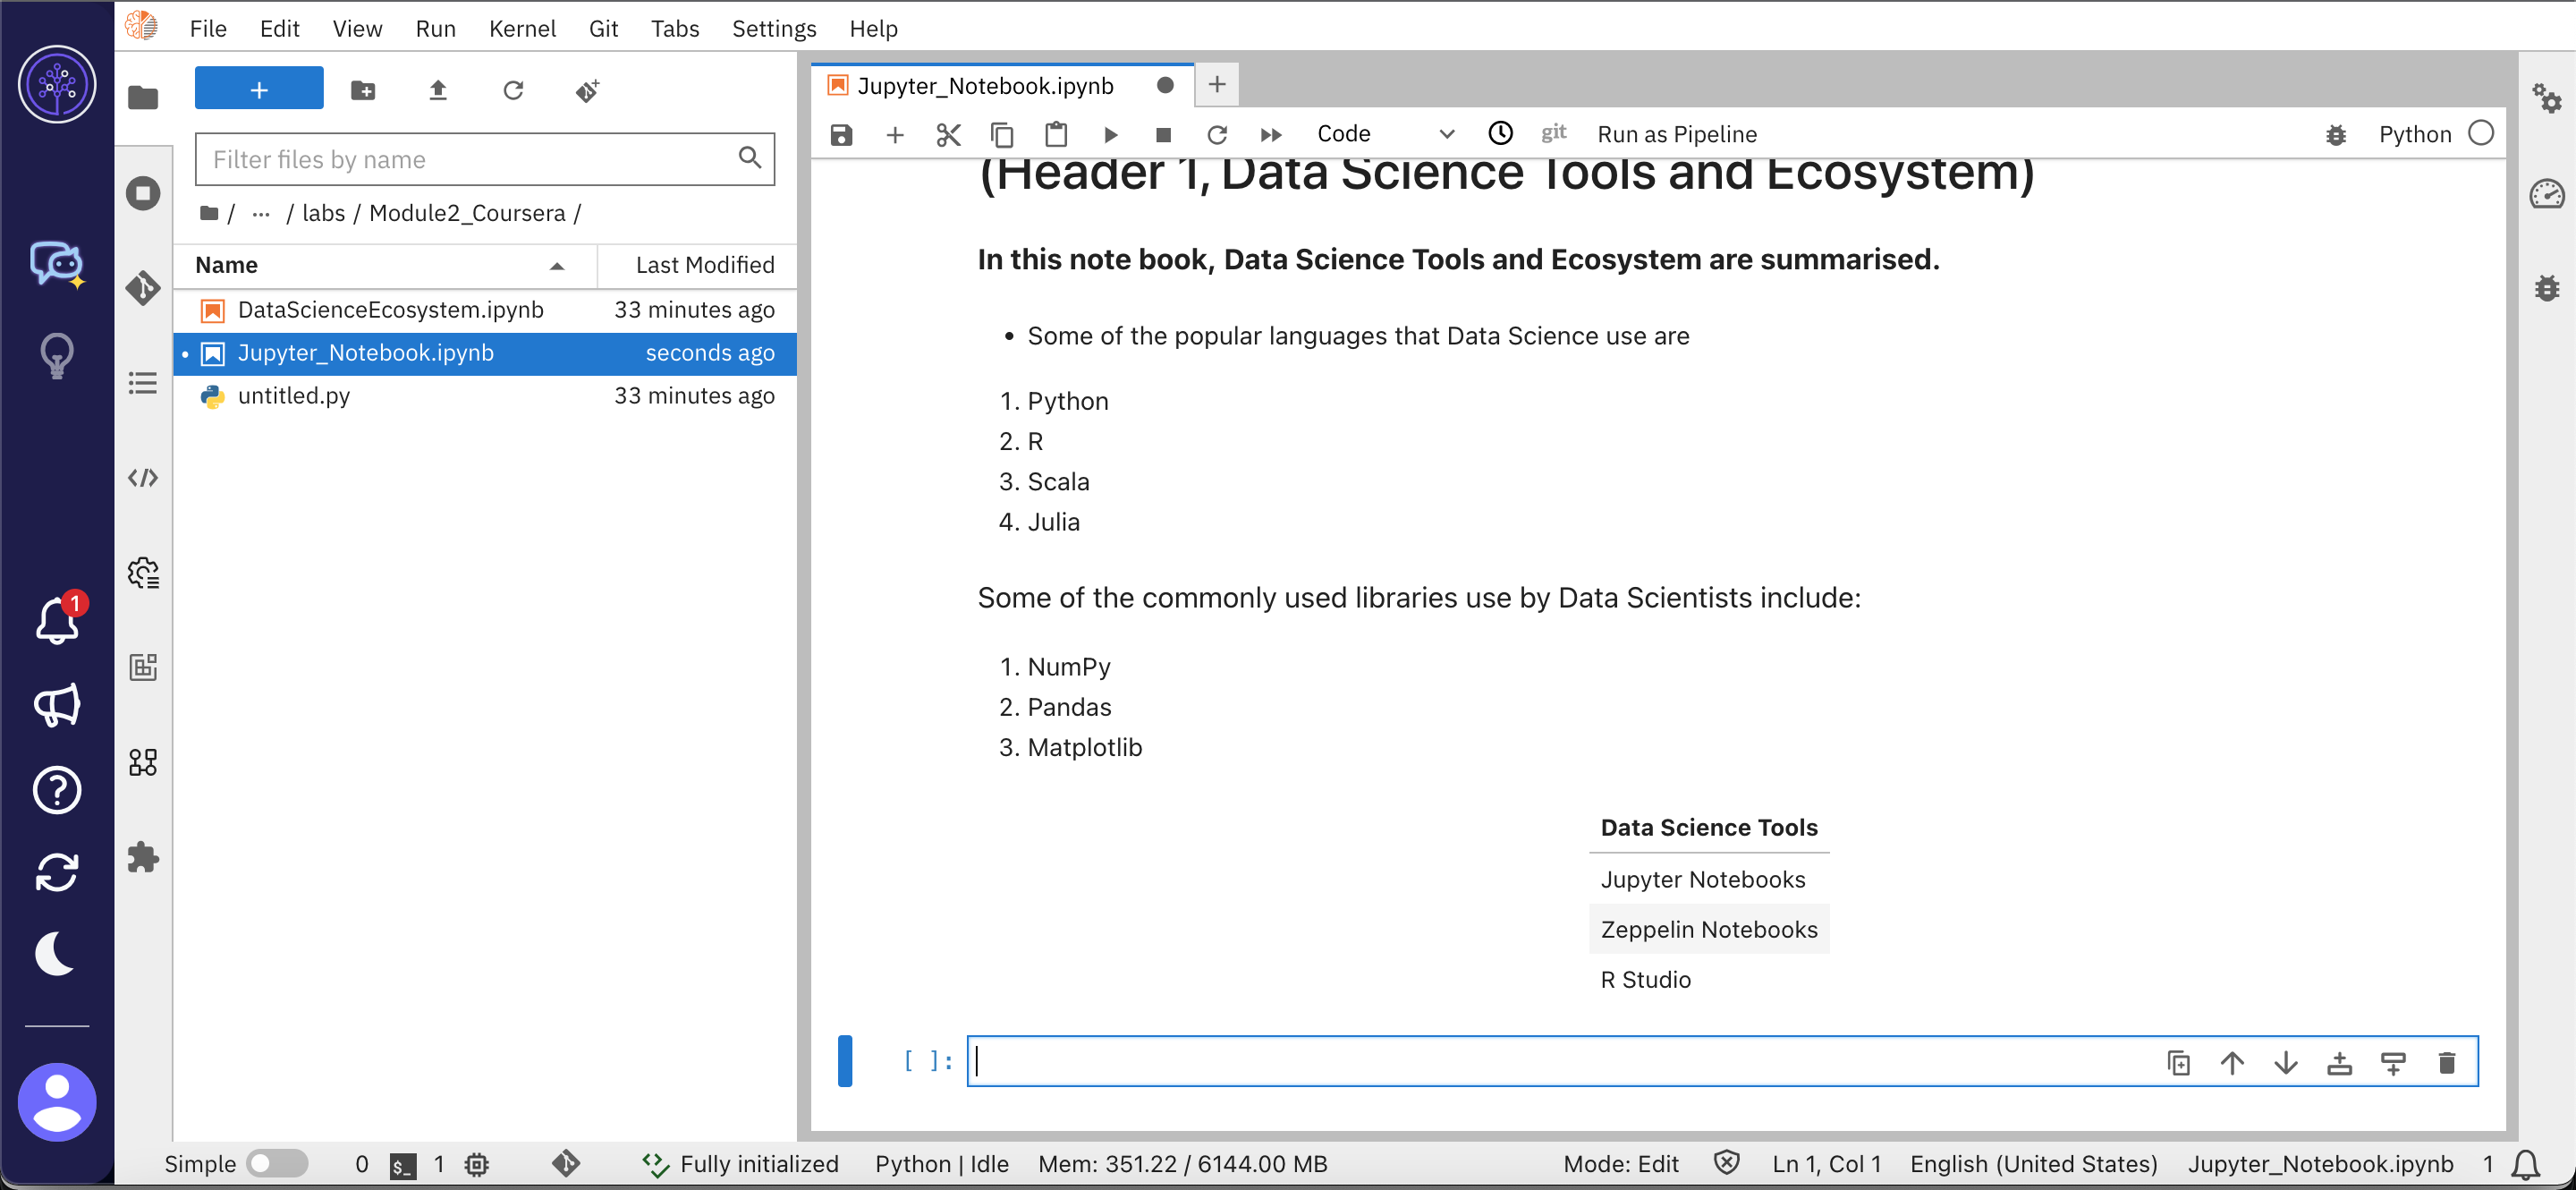 File Edit View Run Kernel Git Tabs Settings Help
+
Filter files by name
/ ... / labs / Module2_Coursera /
Name Last Modified
DataScienceEcosystem.ipynb 33 minutes ago
• Jupyter_Notebook.ipynb seconds ago
untitled.py 33 minutes ago
1
Jupyter_Notebook.ipynb
Code git Run as Pipeline Python
(Header 1, Data Science Tools and Ecosystem)
In this note book, Data Science Tools and Ecosystem are summarised.
• Some of the popular languages that Data Science use are
1. Python
2. R
3. Scala
4. Julia
Some of the commonly used libraries use by Data Scientists include:
1. NumPy
2. Pandas
3. Matplotlib
Data Science Tools
Jupyter Notebooks
Zeppelin Notebooks
R Studio
[ ]:
Simple 0 $_ 1 Fully initialized Python | Idle Mem: 351.22 / 6144.00 MB Mode: Edit Ln 1, Col 1 English (United States) Jupyter_Notebook.ipynb 1